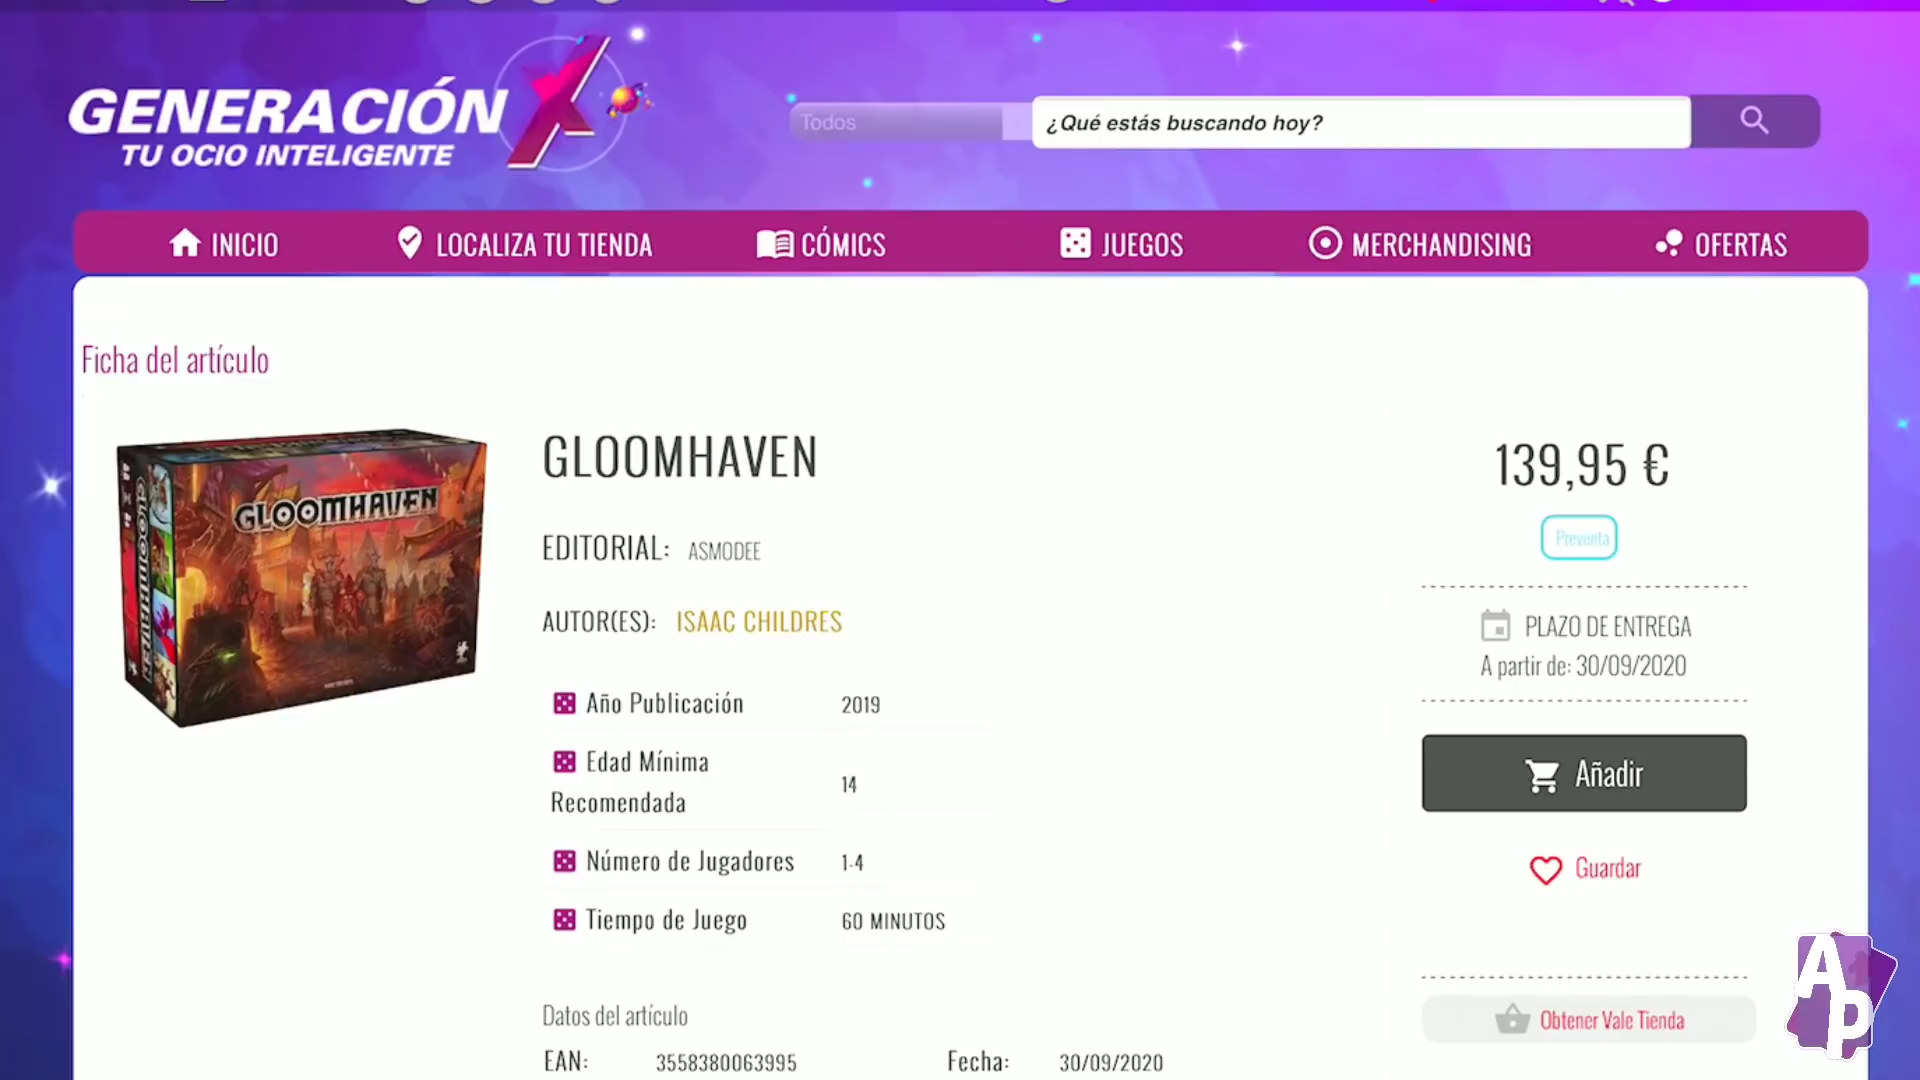 GENERACIÓN X
TU OCIO INTELIGENTE
Todos
¿Qué estás buscando hoy?
INICIO
LOCALIZA TU TIENDA
CÓMICS
JUEGOS
MERCHANDISING
OFERTAS
Ficha del artículo
GLOOMHAVEN
GLOOMHAVEN
GLOOMHAVEN
EDITORIAL: ASMODEE
AUTOR(ES): ISAAC CHILDRES
Año Publicación 2019
Edad Mínima
Recomendada 14
Número de Jugadores 1-4
Tiempo de Juego 60 MINUTOS
Datos del artículo
EAN: 3558380063995 Fecha: 30/09/2020
139,95 €
Preventa
PLAZO DE ENTREGA
A partir de: 30/09/2020
Añadir
Guardar
Obtener Vale Tienda
AP